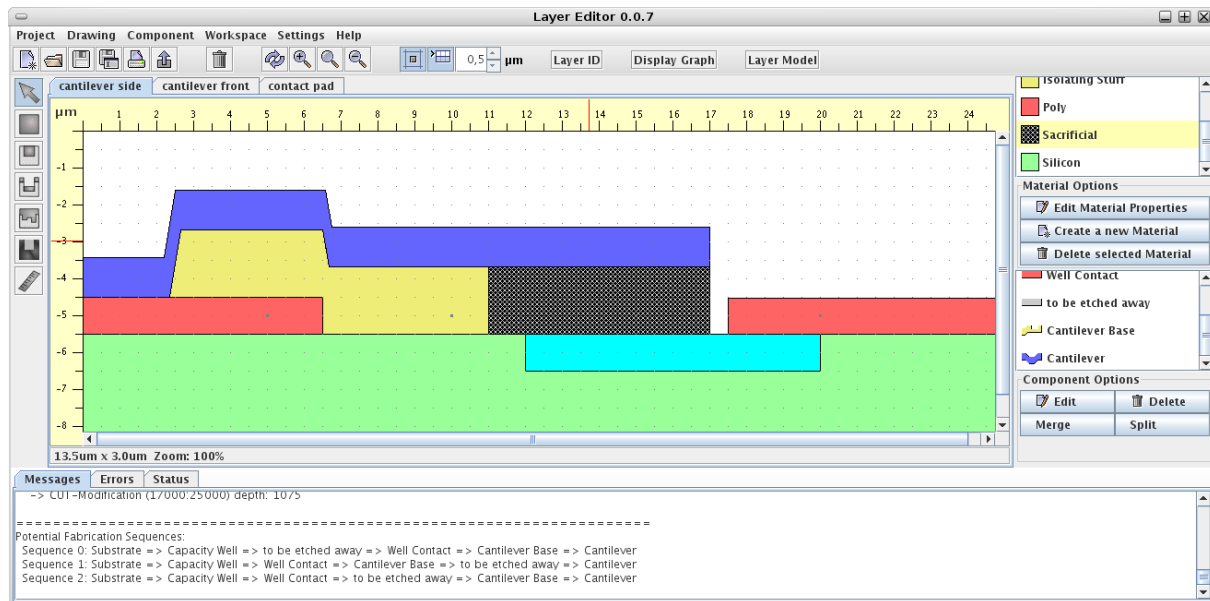 Layer Editor 0.0.7
Project Drawing Component Workspace Settings Help
0,5 µm Layer ID Display Graph Layer Model
cantilever side cantilever front contact pad
µm 1 2 3 4 5 6 7 8 9 10 11 12 13 14 15 16 17 18 19 20 21 22 23 24
-1
-2
-3
-4
-5
-6
-7
-8
13.5um x 3.0um Zoom: 100%
Isolating Stuff
Poly
Sacrificial
Silicon
Material Options
Edit Material Properties
Create a new Material
Delete selected Material
Well Contact
to be etched away
Cantilever Base
Cantilever
Component Options
Edit Delete
Merge Split
Messages Errors Status
-> CUT-Modification (17000:25000) depth: 1075
=====================================================================
Potential Fabrication Sequences:
Sequence 0: Substrate => Capacity Well => to be etched away => Well Contact => Cantilever Base => Cantilever
Sequence 1: Substrate => Capacity Well => Well Contact => Cantilever Base => to be etched away => Cantilever
Sequence 2: Substrate => Capacity Well => Well Contact => to be etched away => Cantilever Base => Cantilever